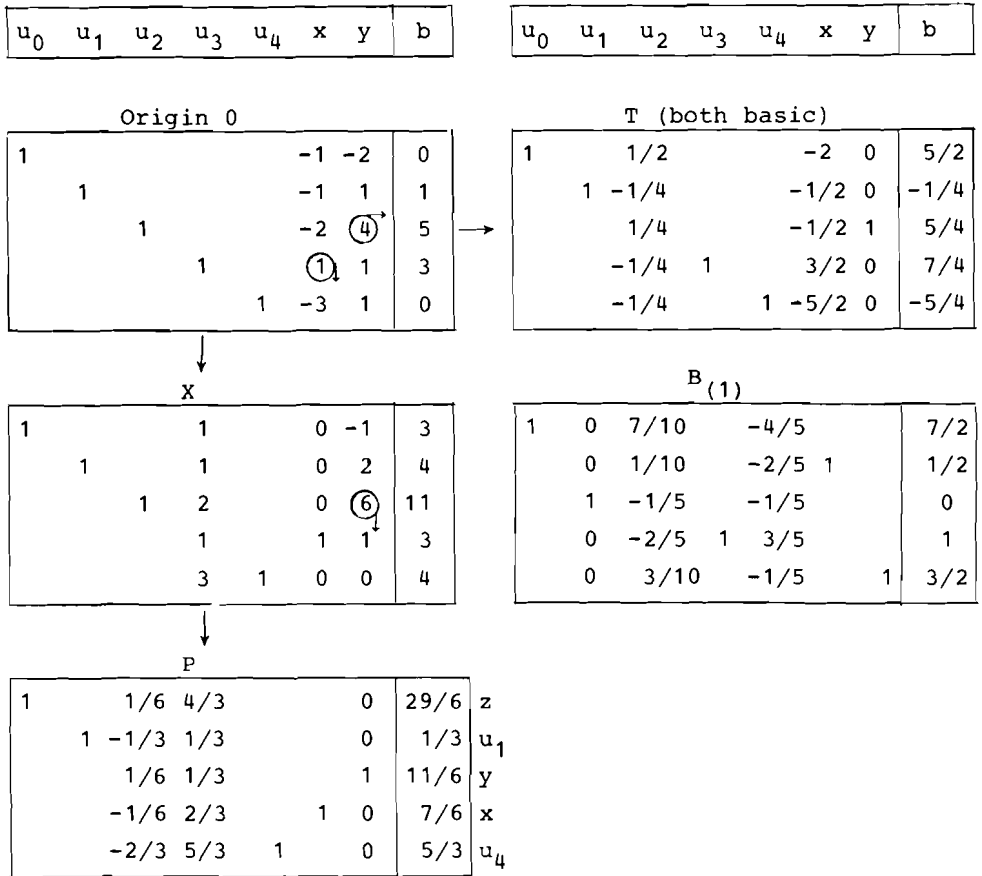 u0 u1 u2 u3 u4 x y b
u0 u1 u2 u3 u4 x y b
Origin 0
1 -1 -2 0
1 -1 1 1
1 -2 4 5
1 1 1 3
1 -3 1 0
T (both basic)
1 1/2 -2 0 5/2
1 -1/4 -1/2 0 -1/4
1/4 -1/2 1 5/4
-1/4 1 3/2 0 7/4
-1/4 1 -5/2 0 -5/4
X
1 1 0 -1 3
1 1 0 2 4
1 2 0 6 11
1 1 1 3
3 1 0 0 4
B(1)
1 0 7/10 -4/5 7/2
0 1/10 -2/5 1 1/2
1 -1/5 -1/5 0
0 -2/5 1 3/5 1
0 3/10 -1/5 1 3/2
P
1 1/6 4/3 0 29/6 z
1 -1/3 1/3 0 1/3 u1
1/6 1/3 1 11/6 y
-1/6 2/3 1 0 7/6 x
-2/3 5/3 1 0 5/3 u4